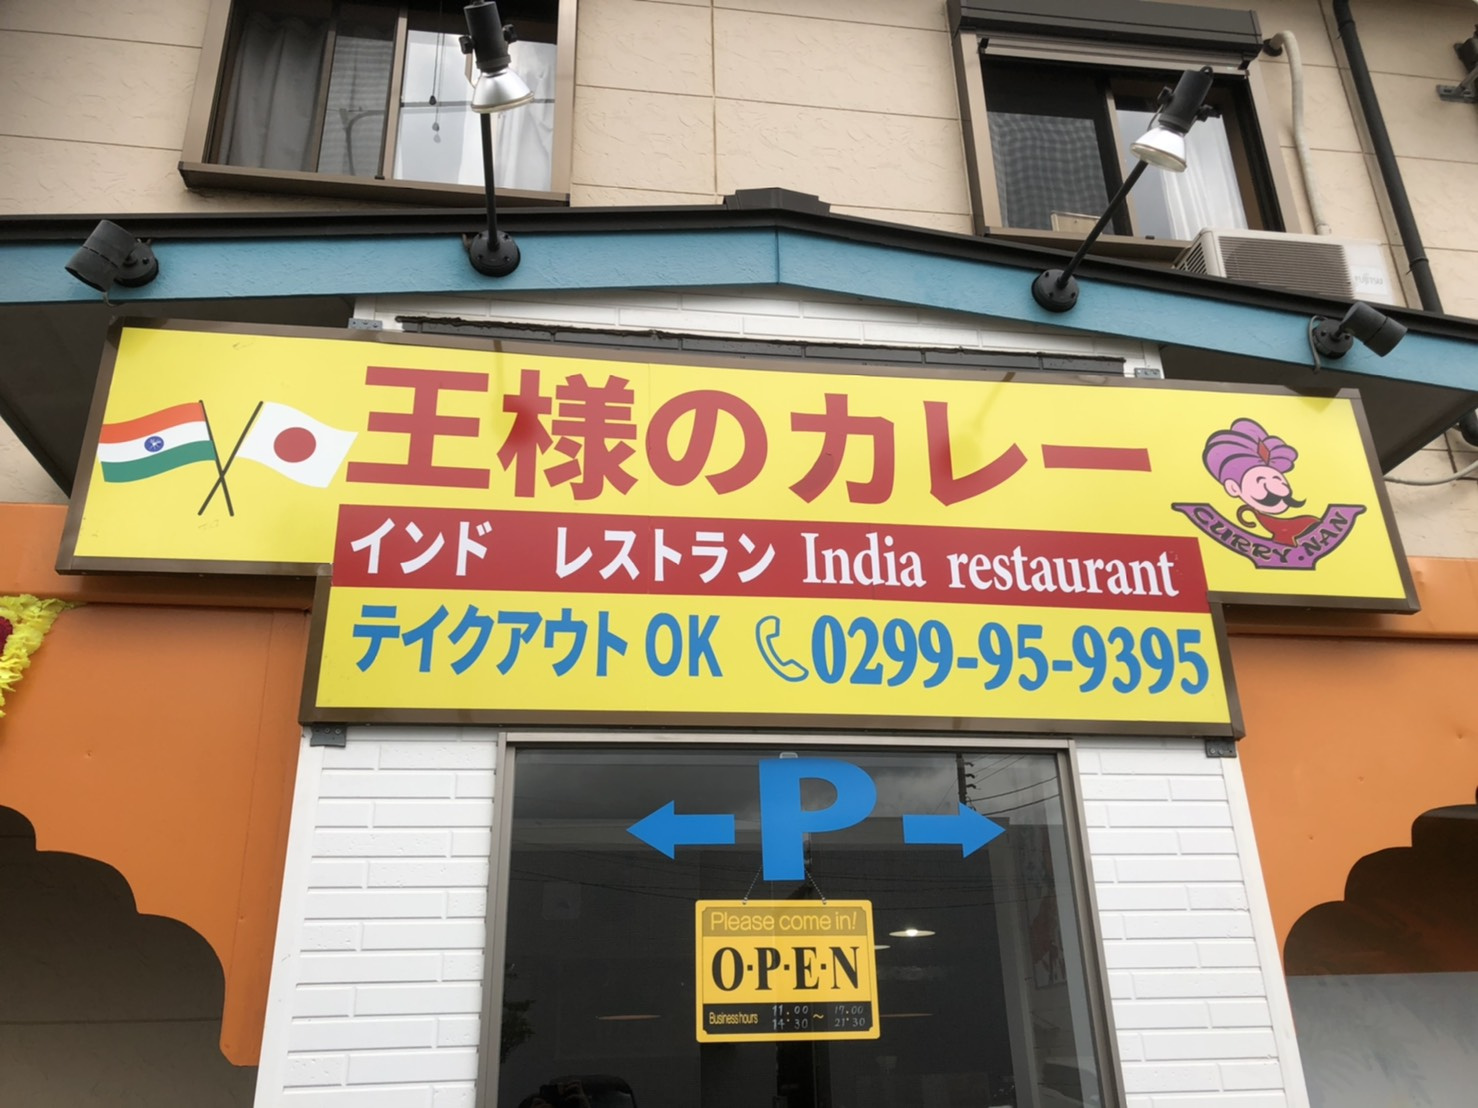 王様のカレー
CURRY・NAN
インド レストラン India restaurant
テイクアウト OK 0299-95-9395
P
Please come in!
O・P・E・N
Business hours 11.00 ~ 17.00
14:30 21:30
FUJITSU